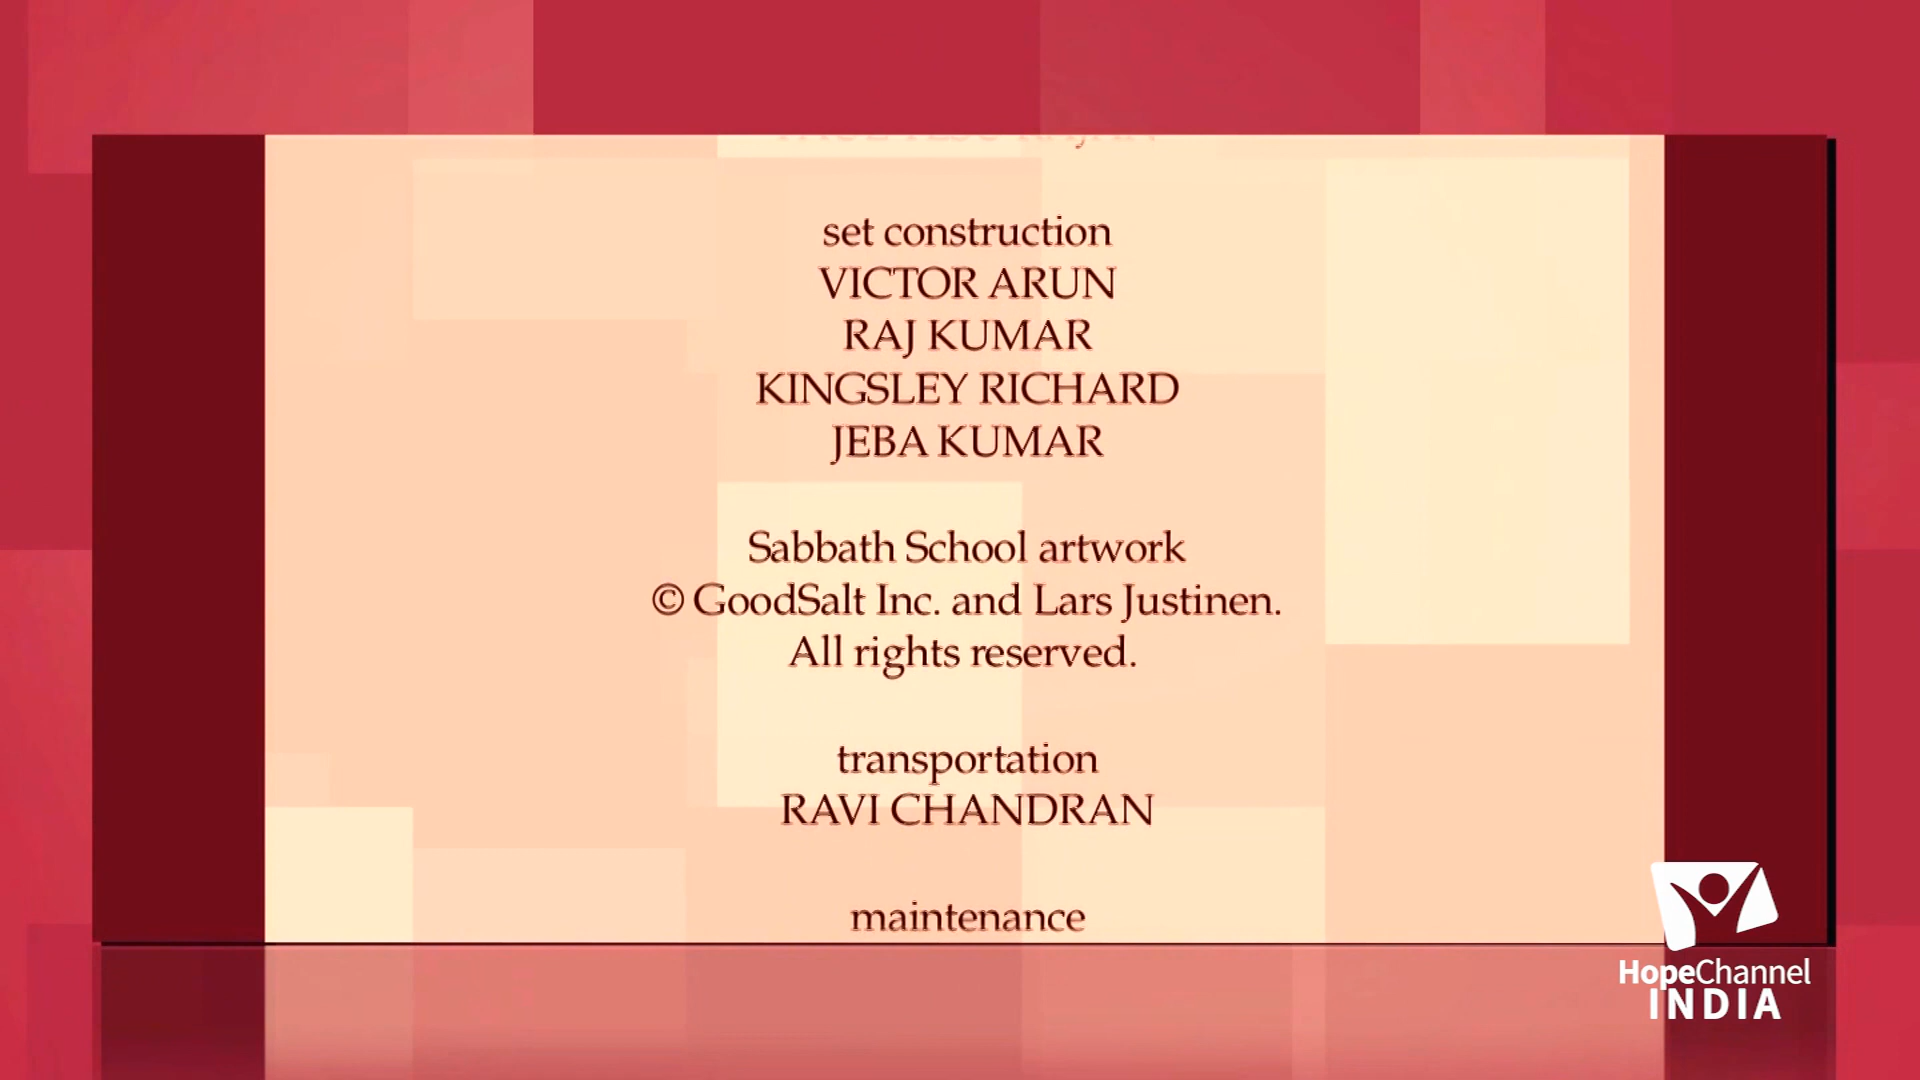 set construction
VICTOR ARUN
RAJ KUMAR
KINGSLEY RICHARD
JEBA KUMAR
Sabbath School artwork
© GoodSalt Inc. and Lars Justinen.
All rights reserved.
transportation
RAVI CHANDRAN
maintenance
HopeChannel
INDIA